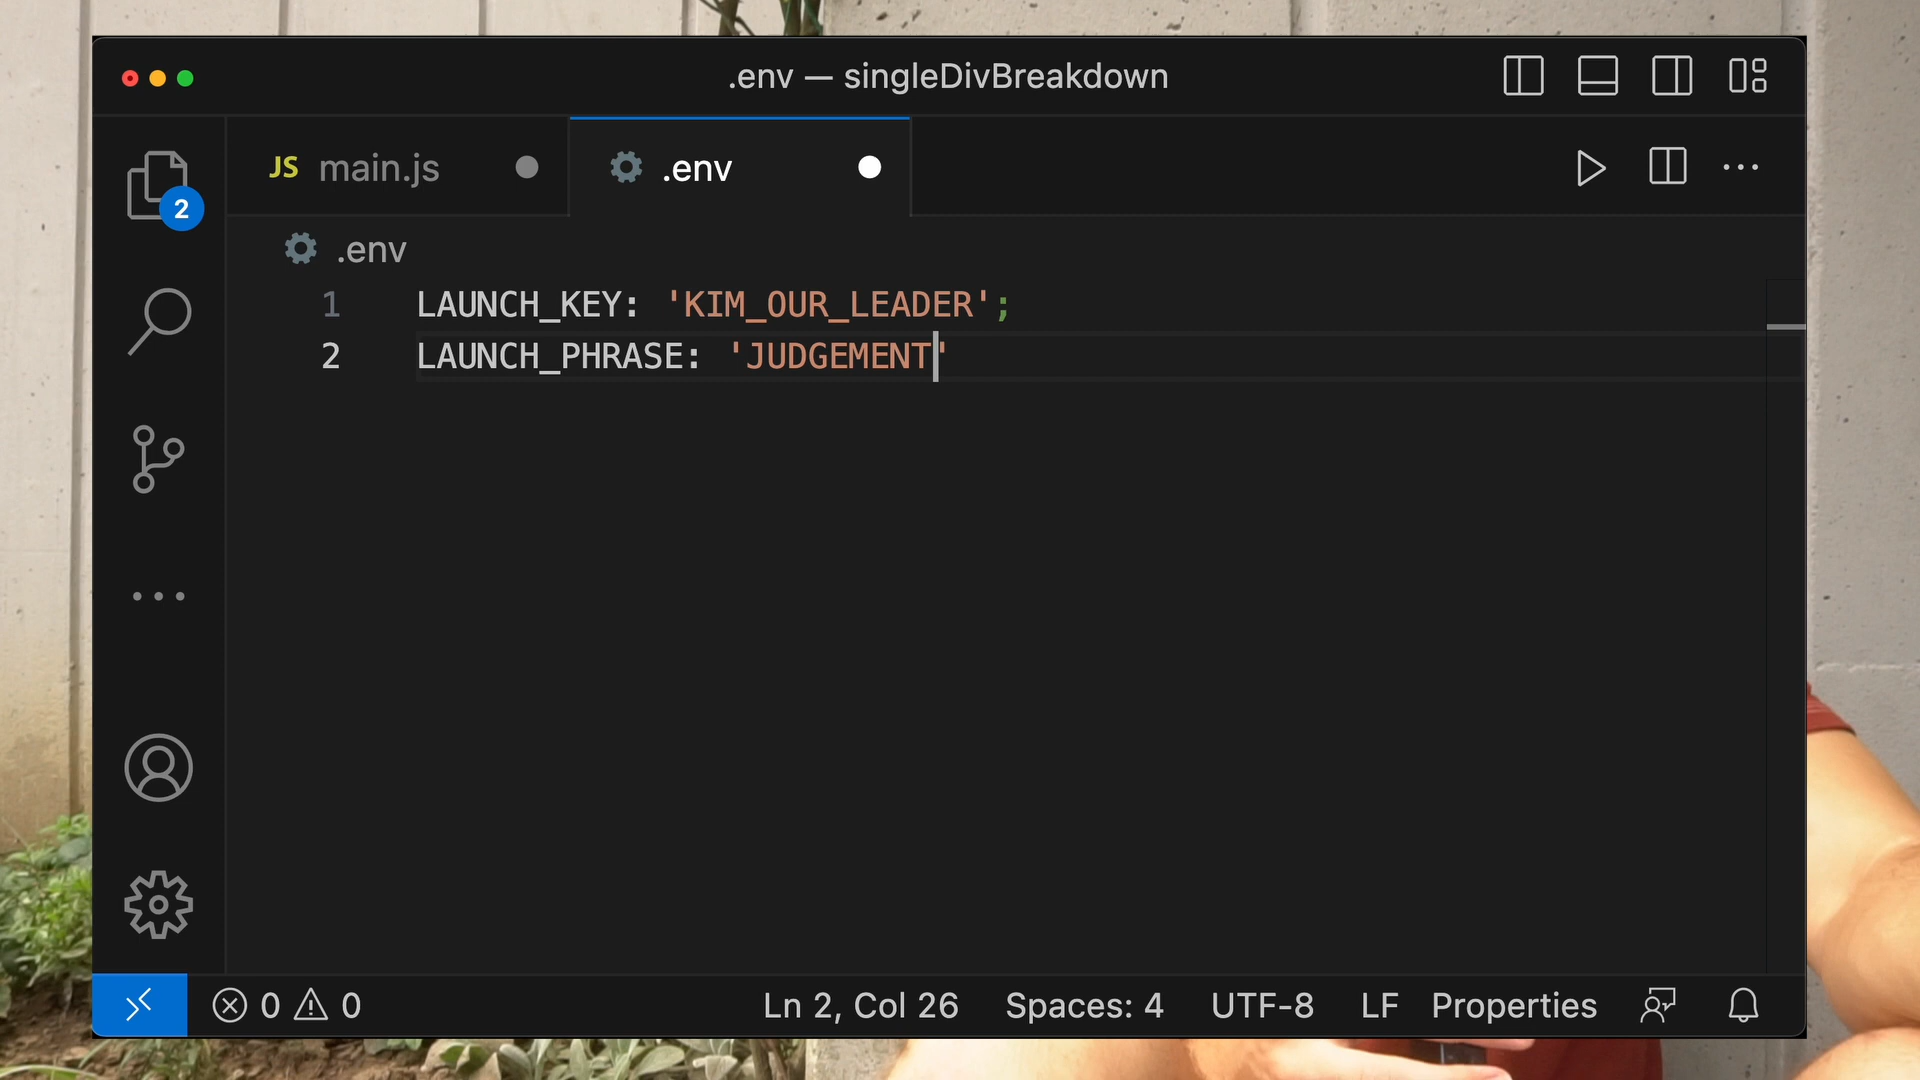 .env — singleDivBreakdown
JS main.js .env
2
.env
1 LAUNCH_KEY: 'KIM_OUR_LEADER';
2 LAUNCH_PHRASE: 'JUDGEMENT'
0 0 Ln 2, Col 26 Spaces: 4 UTF-8 LF Properties